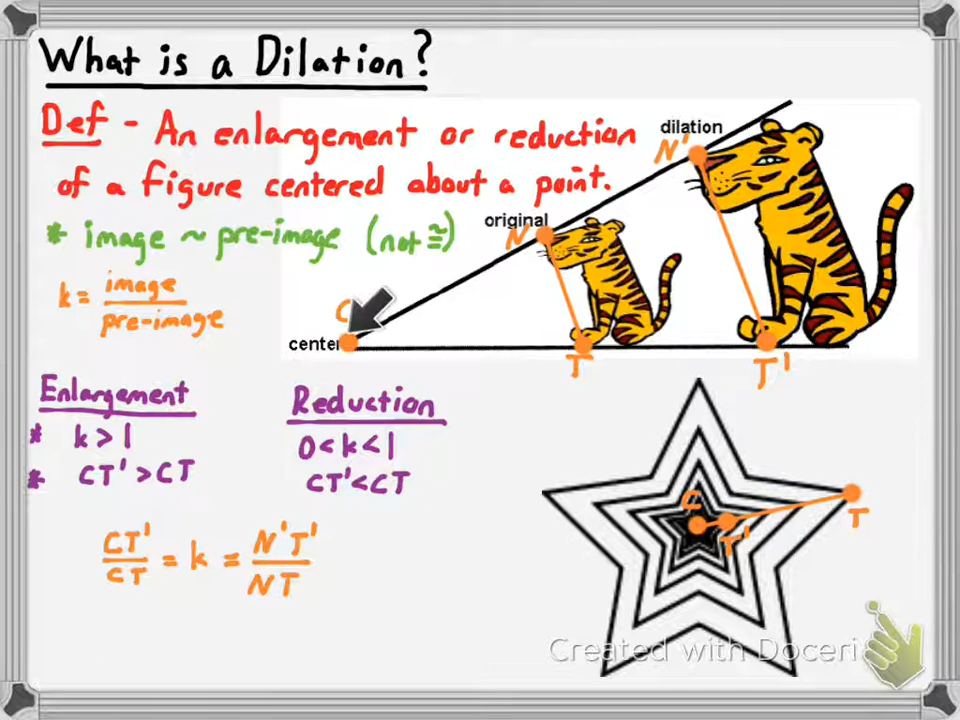 What is a Dilation?
Def - An enlargement or reduction
of a figure centered about a point.
* image ~ pre-image (not ≅)
k = image / pre-image
dilation
N'
original
N
C
center
T
T'
Enlargement
* k > 1
* CT' > CT
Reduction
0 < k < 1
CT' < CT
CT' / CT = k = N'T' / NT
C
T'
T
Created with Doceri